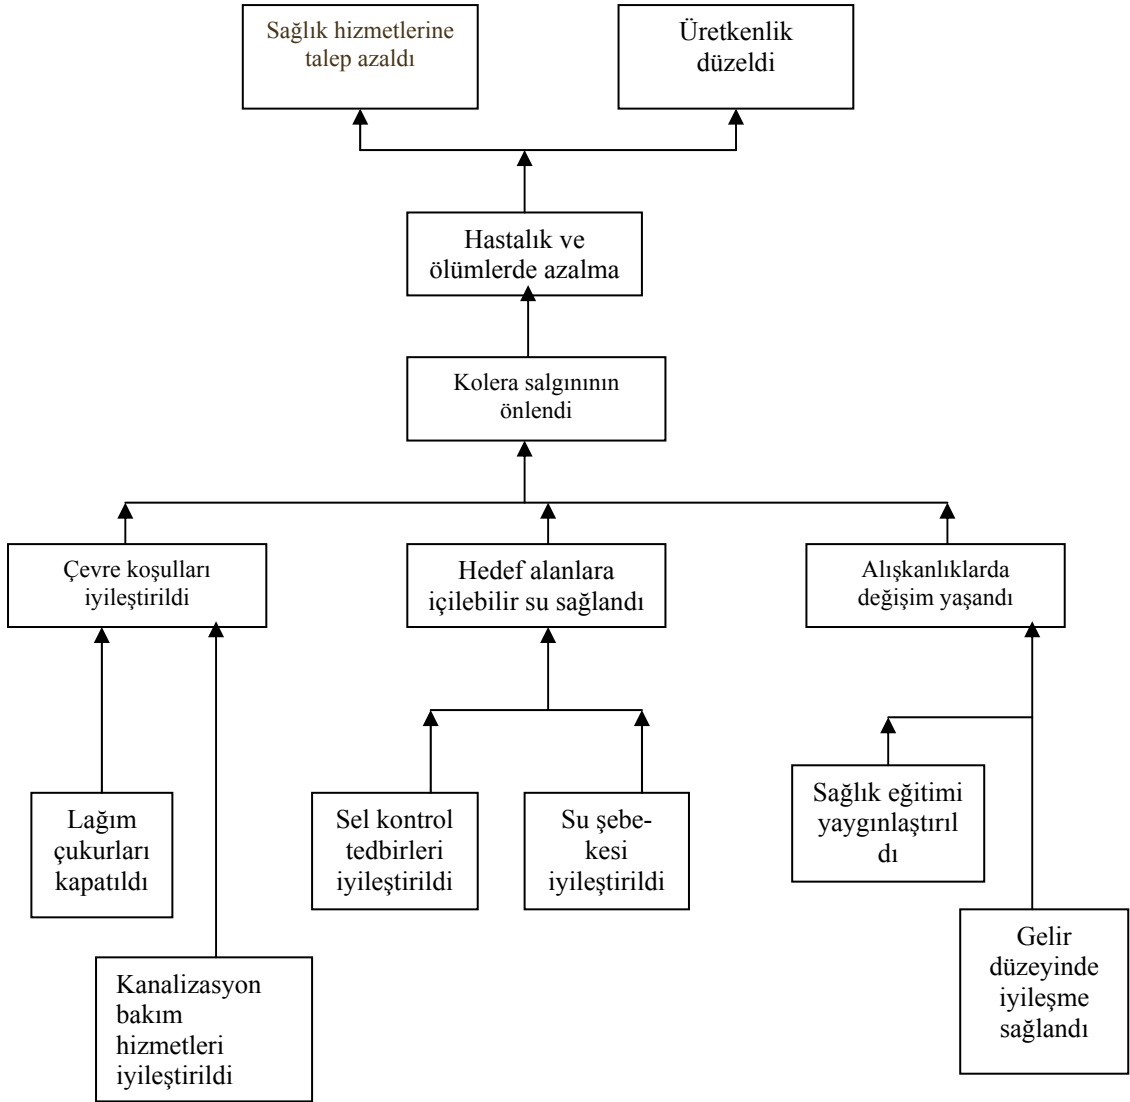 Sağlık hizmetlerine
talep azaldı
Üretkenlik
düzeldi
Hastalık ve
ölümlerde azalma
Kolera salgınının
önlendi
Çevre koşulları
iyileştirildi
Hedef alanlara
içilebilir su sağlandı
Alışkanlıklarda
değişim yaşandı
Lağım
çukurları
kapatıldı
Sel kontrol
tedbirleri
iyileştirildi
Su şebe-
kesi
iyileştirildi
Sağlık eğitimi
yaygınlaştırıl
dı
Kanalizasyon
bakım
hizmetleri
iyileştirildi
Gelir
düzeyinde
iyileşme
sağlandı